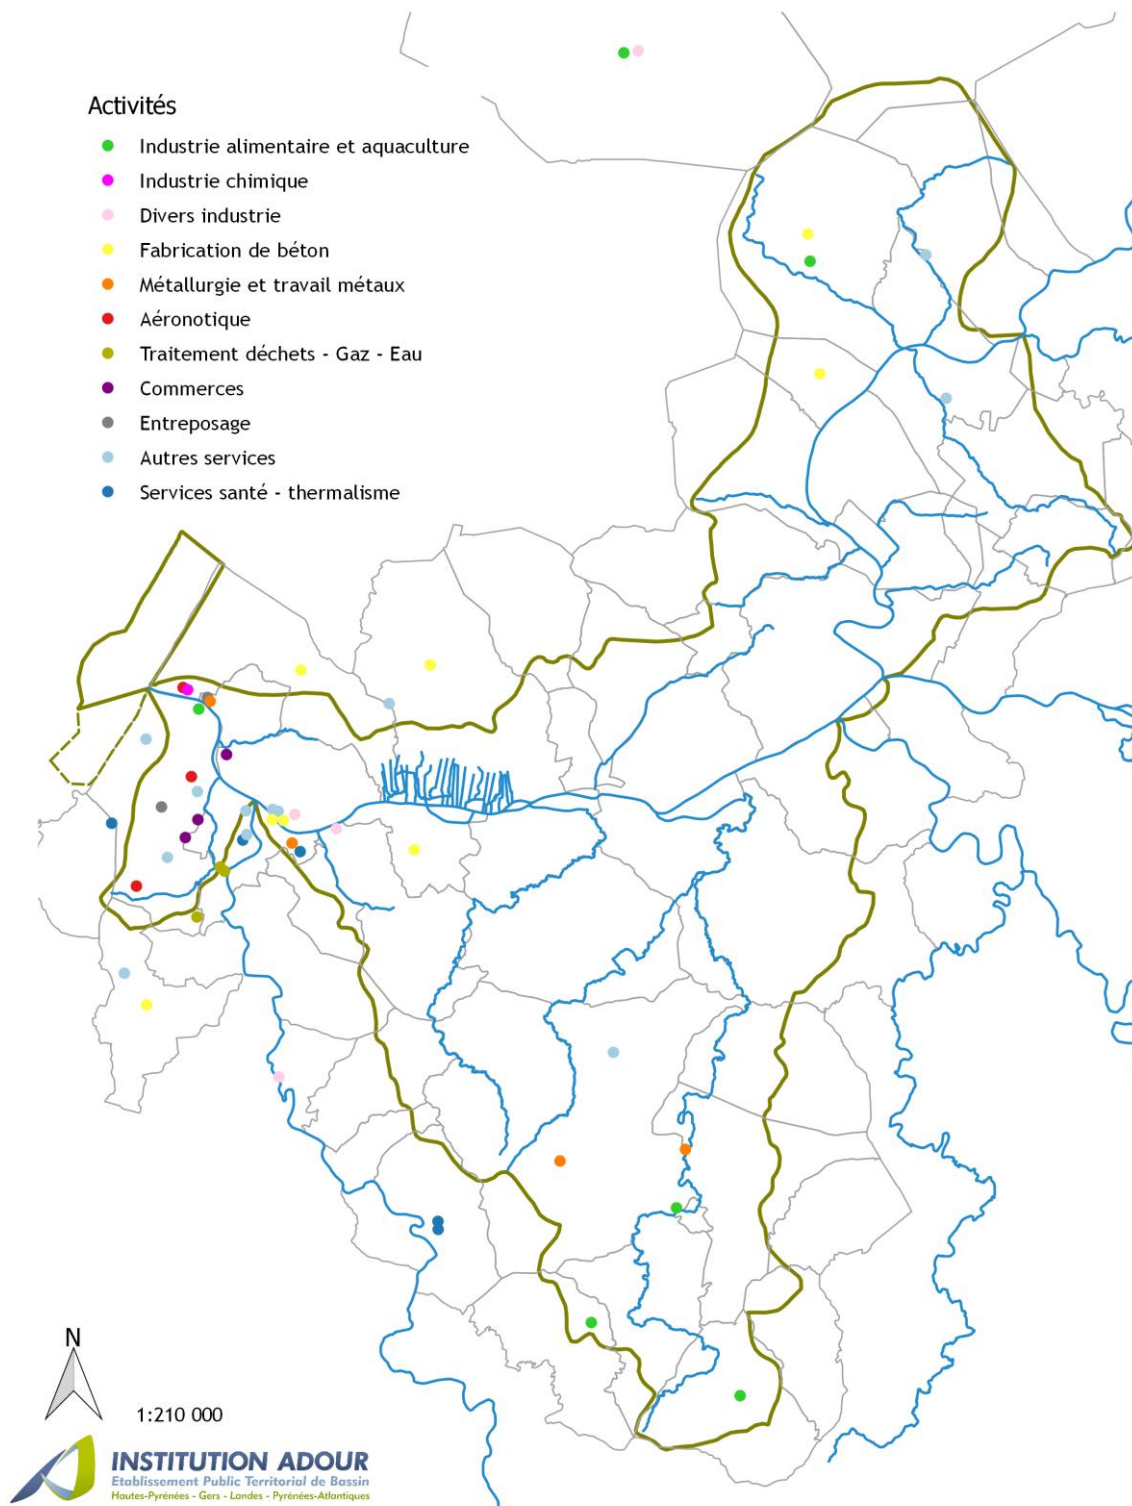 Activités
Industrie alimentaire et aquaculture
Industrie chimique
Divers industrie
Fabrication de béton
Métallurgie et travail métaux
Aéronotique
Traitement déchets - Gaz - Eau
Commerces
Entreposage
Autres services
Services santé - thermalisme
N
1:210 000
INSTITUTION ADOUR
Etablissement Public Territorial de Bassin
Hautes-Pyrénées - Gers - Landes - Pyrénées-Atlantiques